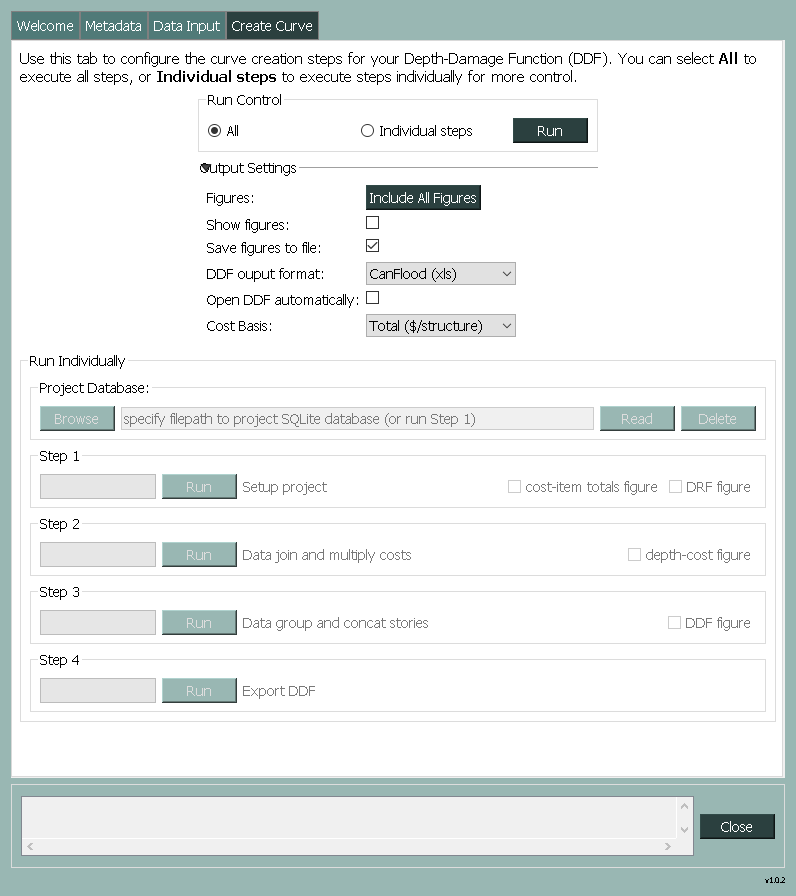 Welcome Metadata Data Input Create Curve
Use this tab to configure the curve creation steps for your Depth-Damage Function (DDF). You can select All to
execute all steps, or Individual steps to execute steps individually for more control.
Run Control
All Individual steps Run
Output Settings
Figures: Include All Figures
Show figures:
Save figures to file:
DDF ouput format: CanFlood (xls)
Open DDF automatically:
Cost Basis: Total ($/structure)
Run Individually
Project Database:
Browse specify filepath to project SQLite database (or run Step 1) Read Delete
Step 1
Run Setup project cost-item totals figure DRF figure
Step 2
Run Data join and multiply costs depth-cost figure
Step 3
Run Data group and concat stories DDF figure
Step 4
Run Export DDF
Close
v1.0.2